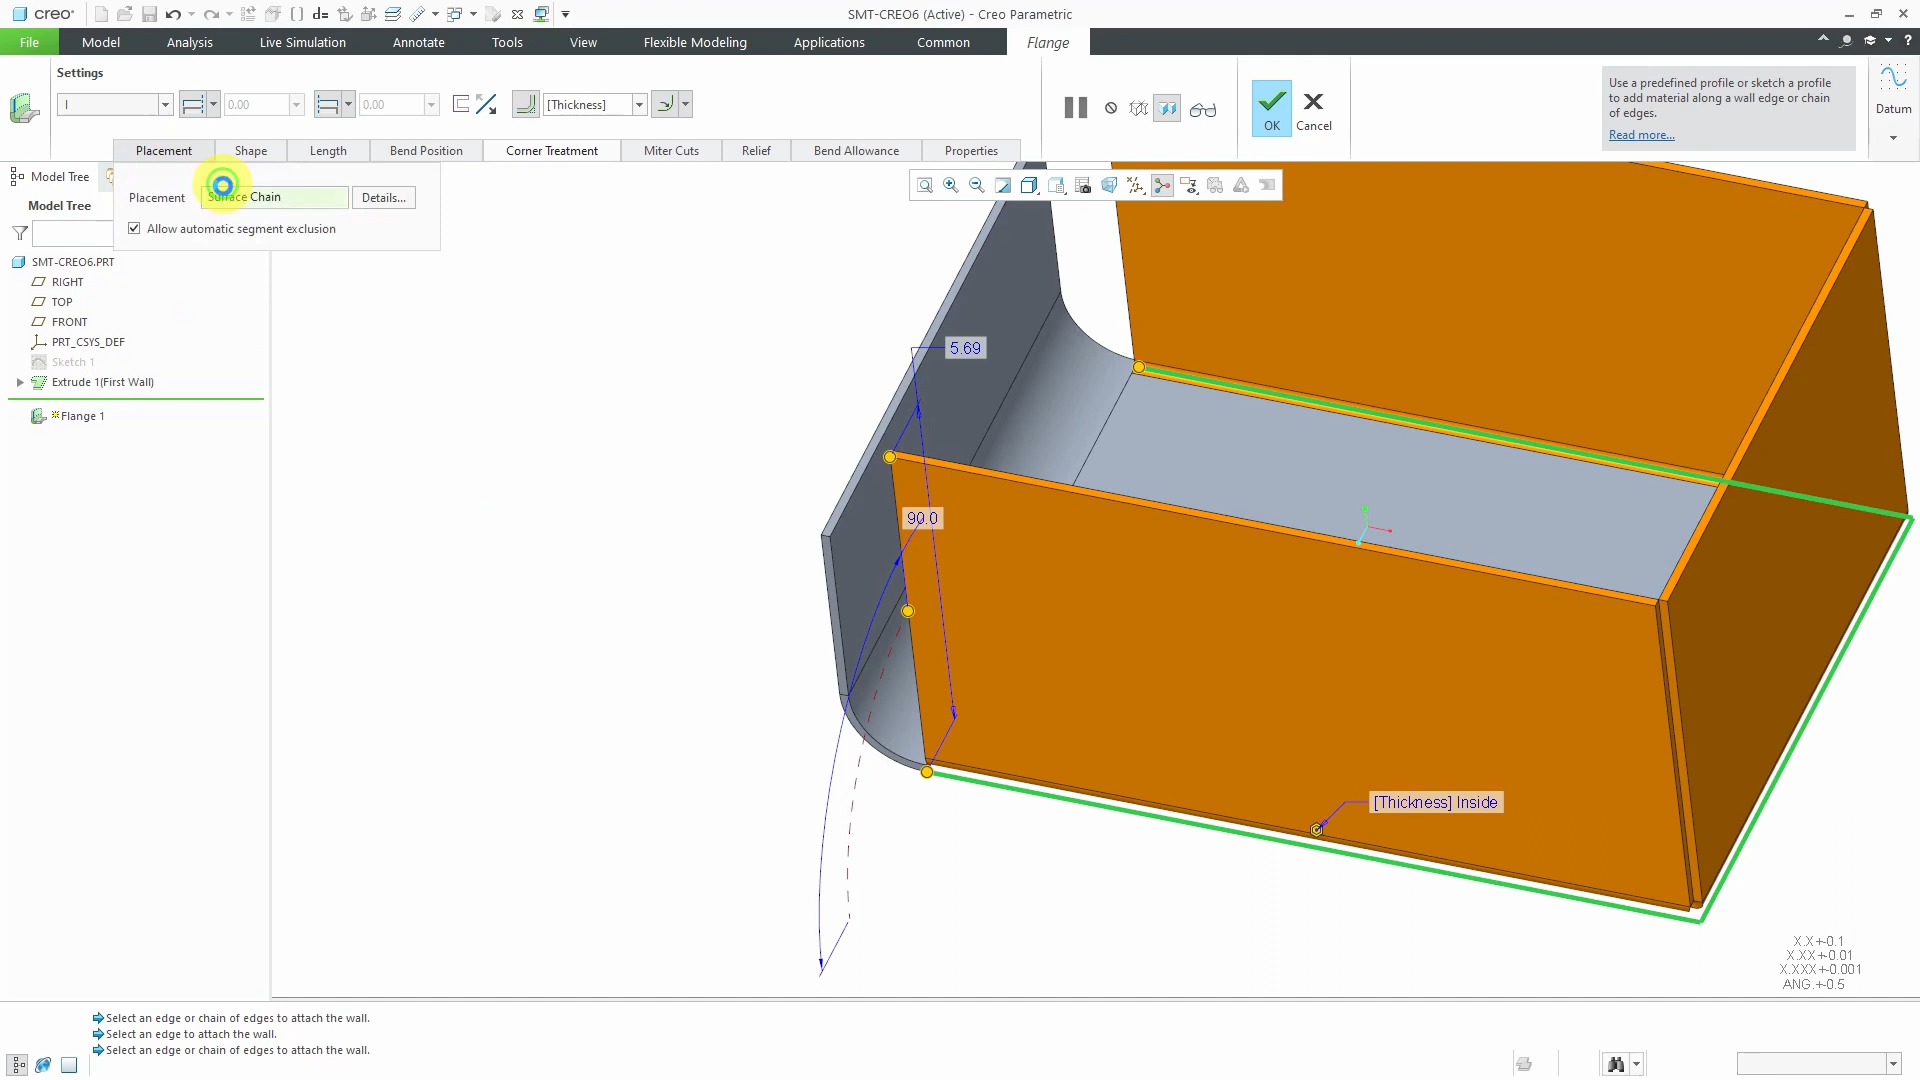 creo
SMT-CREO6 (Active) - Creo Parametric
File
Model
Analysis
Live Simulation
Annotate
Tools
View
Flexible Modeling
Applications
Common
Flange
Settings
I
0.00
0.00
[Thickness]
OK
Cancel
Use a predefined profile or sketch a profile
to add material along a wall edge or chain
of edges.
Read more...
Datum
Placement
Shape
Length
Bend Position
Corner Treatment
Miter Cuts
Relief
Bend Allowance
Properties
Model Tree
Placement
Surface Chain
Details...
Model Tree
Allow automatic segment exclusion
SMT-CREO6.PRT
RIGHT
TOP
FRONT
PRT_CSYS_DEF
Sketch 1
Extrude 1(First Wall)
Flange 1
5.69
90.0
[Thickness] Inside
X.X+-0.1
X.XX+-0.01
X.XXX+-0.001
ANG.+-0.5
Select an edge or chain of edges to attach the wall.
Select an edge to attach the wall.
Select an edge or chain of edges to attach the wall.